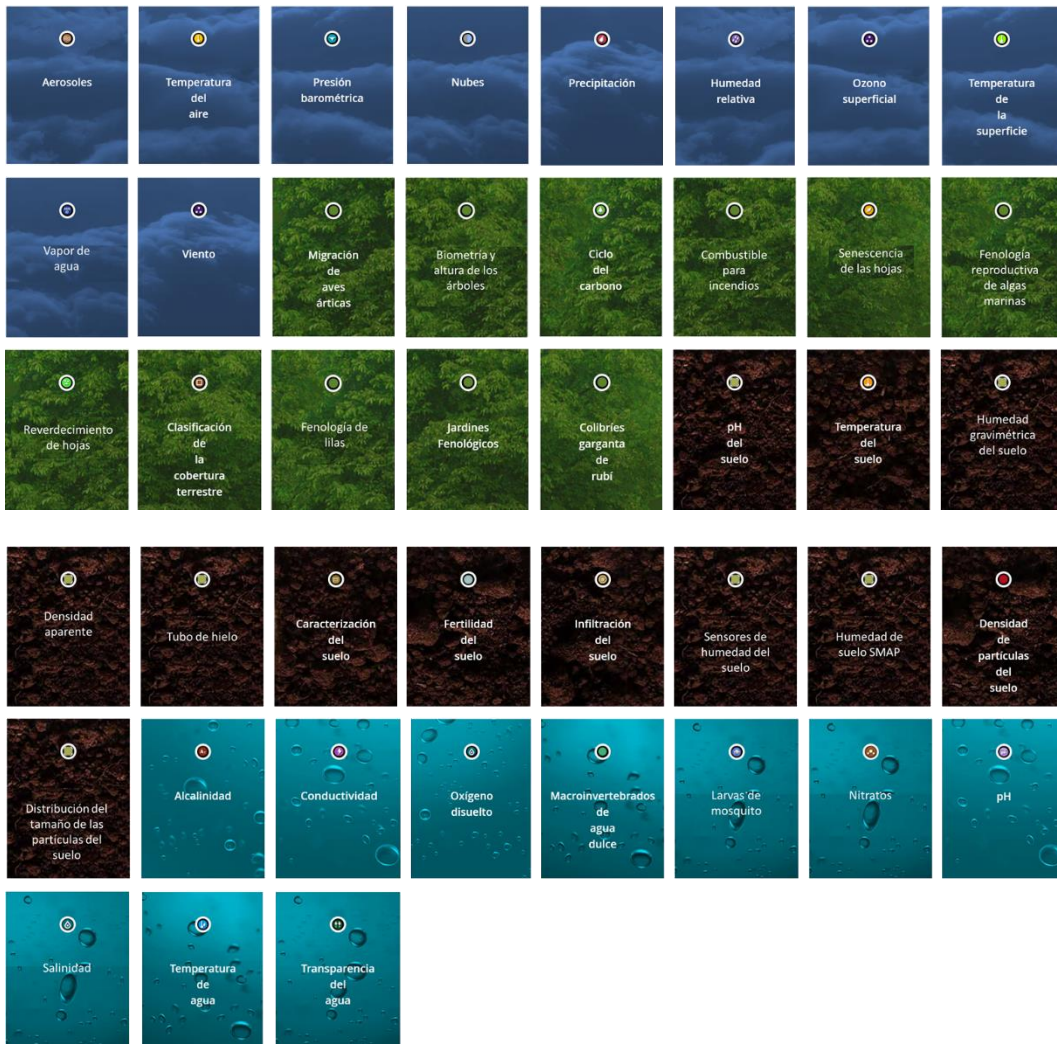 Aerosoles
Temperatura
del
aire
Presión
barométrica
Nubes
Precipitación
Humedad
relativa
Ozono
superficial
Temperatura
de
la
superficie
Vapor de
agua
Viento
Migración
de
aves
árticas
Biometría y
altura de los
árboles
Ciclo
del
carbono
Combustible
para
incendios
Senescencia
de las hojas
Fenología
reproductiva
de algas
marinas
Reverdecimiento
de hojas
Clasificación
de
la
cobertura
terrestre
Fenología de
lilas
Jardines
Fenológicos
Colibríes
garganta
de
rubí
pH
del
suelo
Temperatura
del
suelo
Humedad
gravimétrica
del suelo
Densidad
aparente
Tubo de hielo
Caracterización
del
suelo
Fertilidad
del
suelo
Infiltración
del
suelo
Sensores de
humedad del
suelo
Humedad de
suelo SMAP
Densidad
de
partículas
del
suelo
Distribución del
tamaño de las
partículas del
suelo
Alcalinidad
Conductividad
Oxígeno
disuelto
Macroinvertebrados
de
agua
dulce
Larvas de
mosquito
Nitratos
pH
Salinidad
Temperatura
de
agua
Transparencia
del
agua